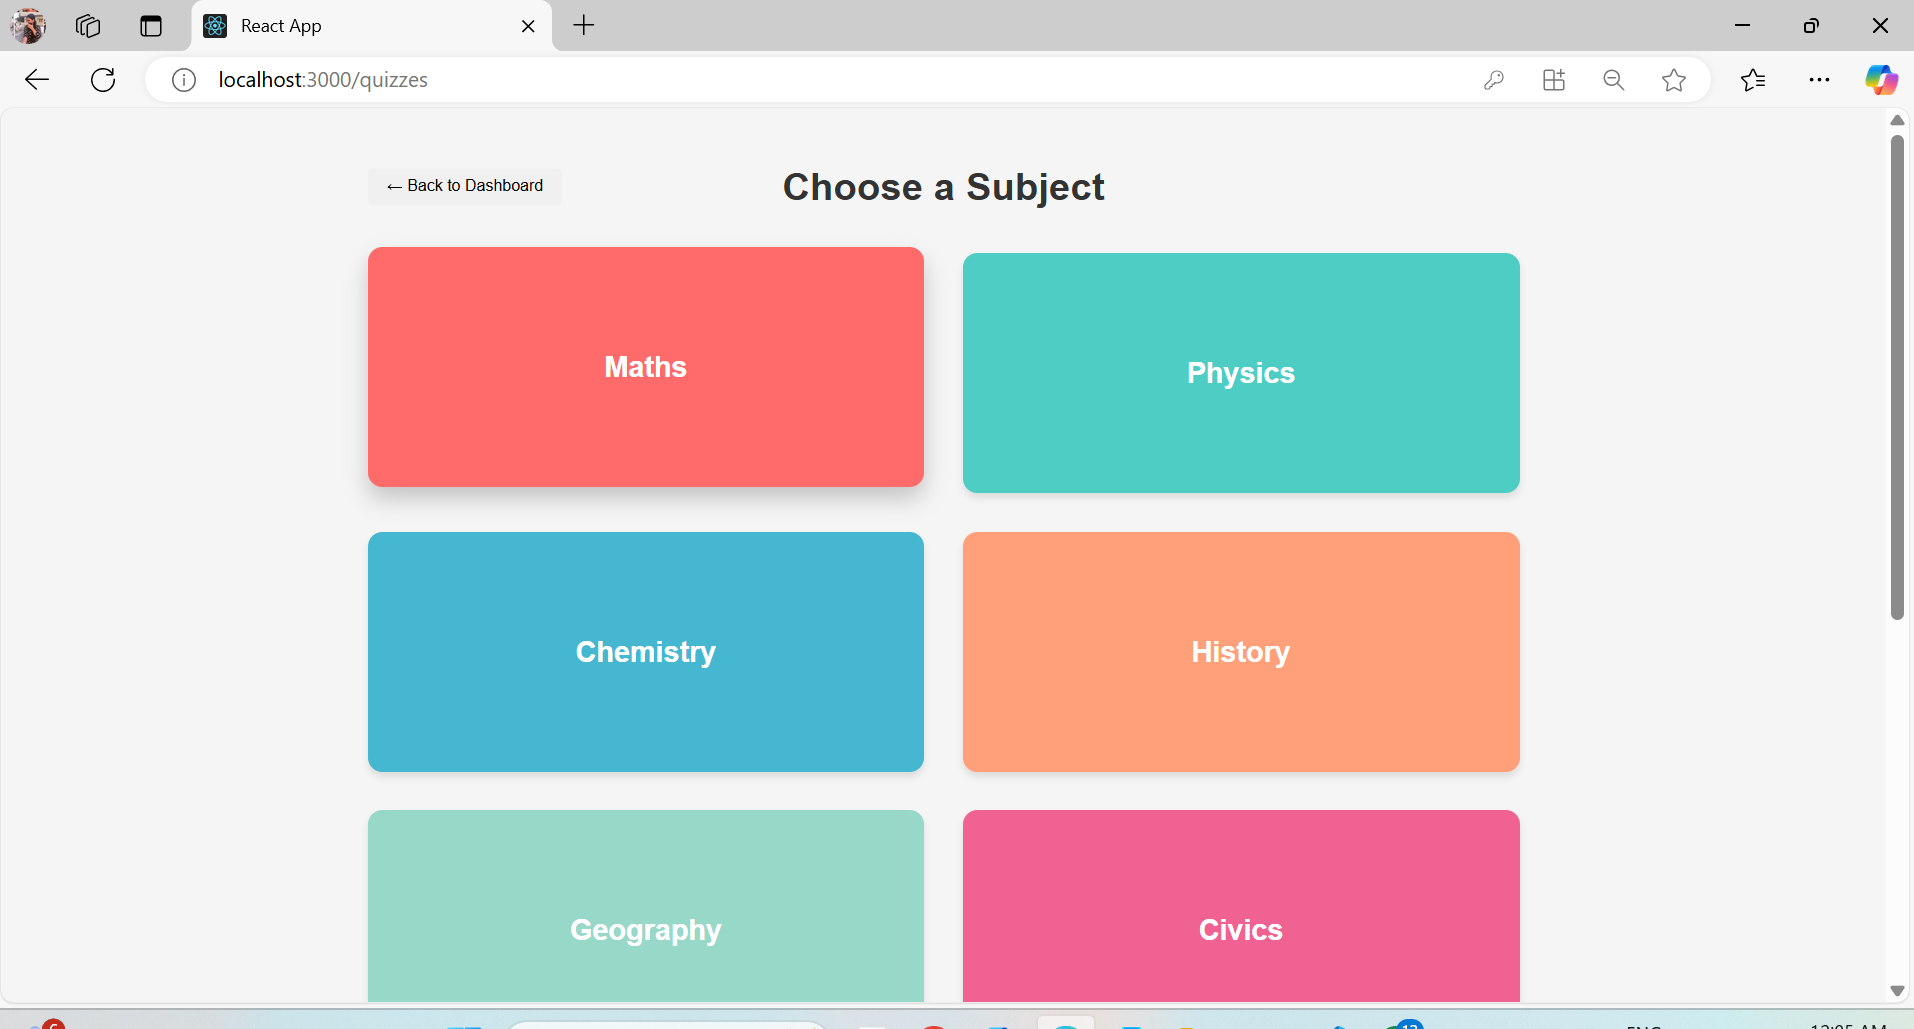 React App
localhost:3000/quizzes
← Back to Dashboard
Choose a Subject
Maths
Physics
Chemistry
History
Geography
Civics